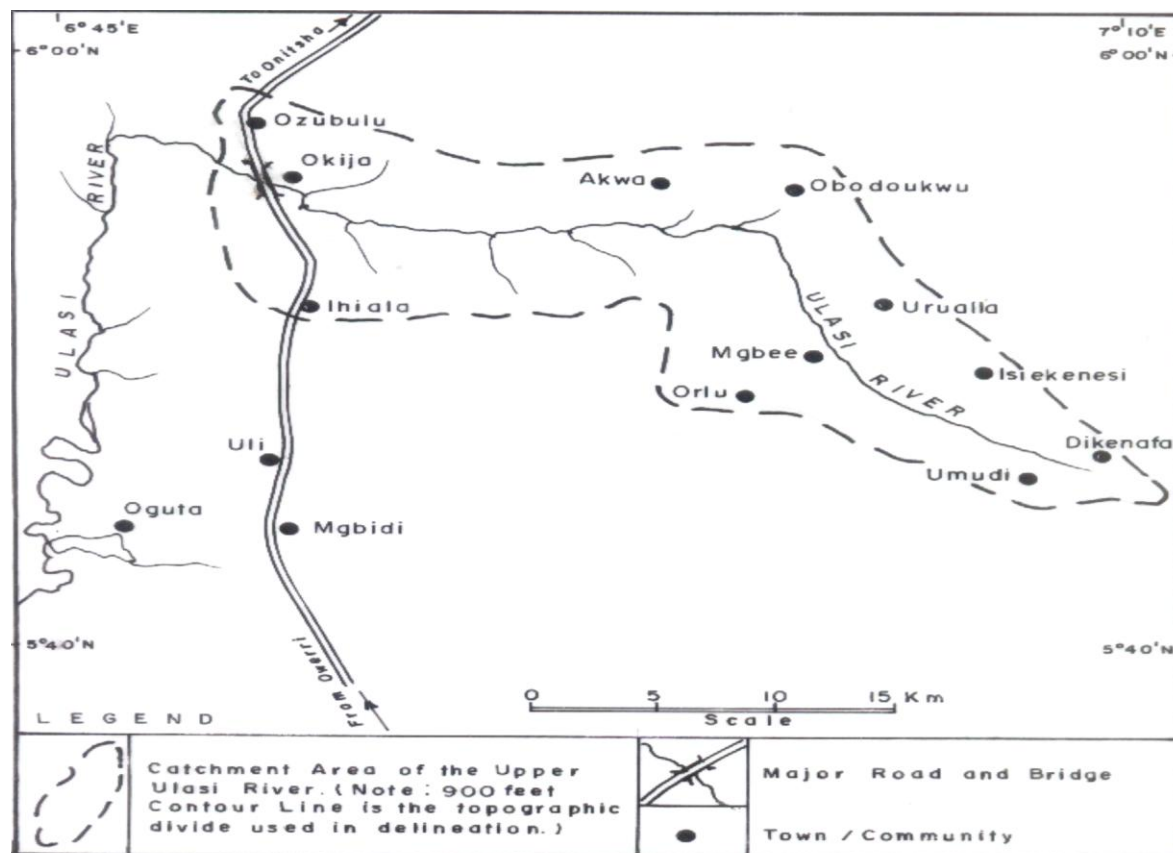 6°45'E
7°10'E
6°00'N
6°00'N
To Onitsha
Ozubulu
Okija
Akwa
Obodoukwu
RIVER
ULASI
Ihiala
ULASI
RIVER
Urualla
Mgbee
Isiekenesi
Orlu
Dikenafa
Umudi
Uli
Oguta
Mgbidi
5°40'N
5°40'N
From Owerri
0 5 10 15 Km
Scale
LEGEND
Catchment Area of the Upper
Ulasi River. (Note: 900 feet
Contour Line is the topographic
divide used in delineation.)
Major Road and Bridge
Town / Community